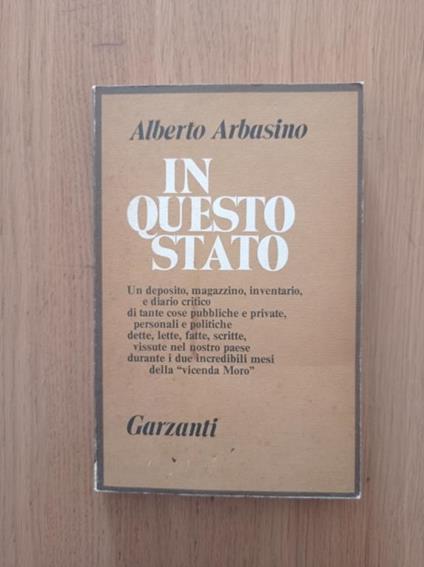 Alberto Arbasino
IN
QUESTO
STATO
Un deposito, magazzino, inventario,
e diario critico
di tante cose pubbliche e private,
personali e politiche
dette, lette, fatte, scritte,
vissute nel nostro paese
durante i due incredibili mesi
della "vicenda Moro"
Garzanti